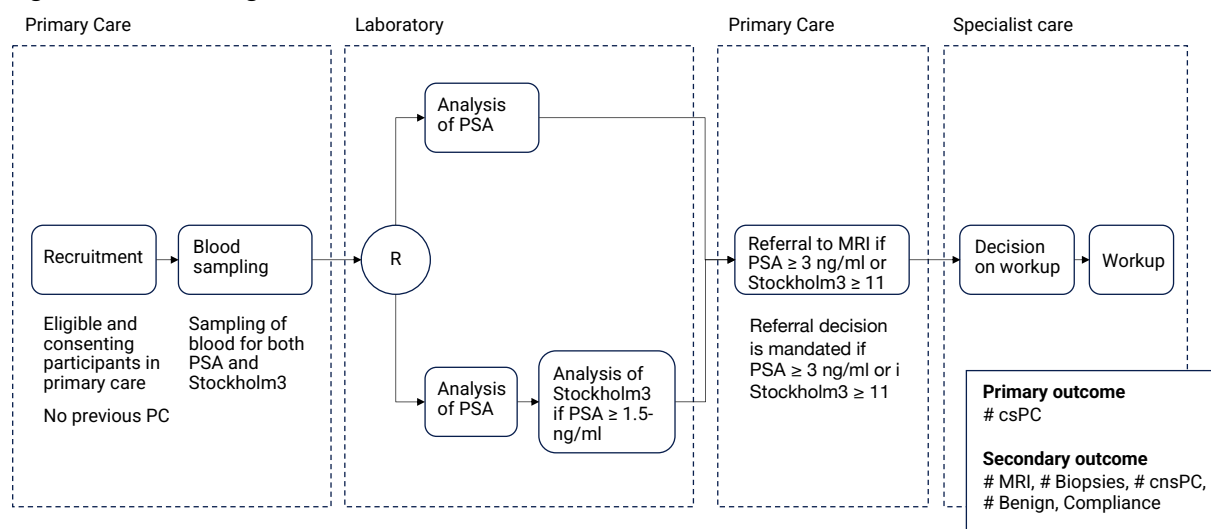 Primary Care
Laboratory
Primary Care
Specialist care
Recruitment
Blood
sampling
Eligible and
consenting
participants in
primary care
No previous PC
Sampling of
blood for both
PSA and
Stockholm3
R
Analysis
of PSA
Analysis
of PSA
Analysis of
Stockholm3
if PSA ≥ 1.5-
ng/ml
Referral to MRI if
PSA ≥ 3 ng/ml or
Stockholm3 ≥ 11
Referral decision
is mandated if
PSA ≥ 3 ng/ml or i
Stockholm3 ≥ 11
Decision
on workup
Workup
Primary outcome
# csPC
Secondary outcome
# MRI, # Biopsies, # cnsPC,
# Benign, Compliance